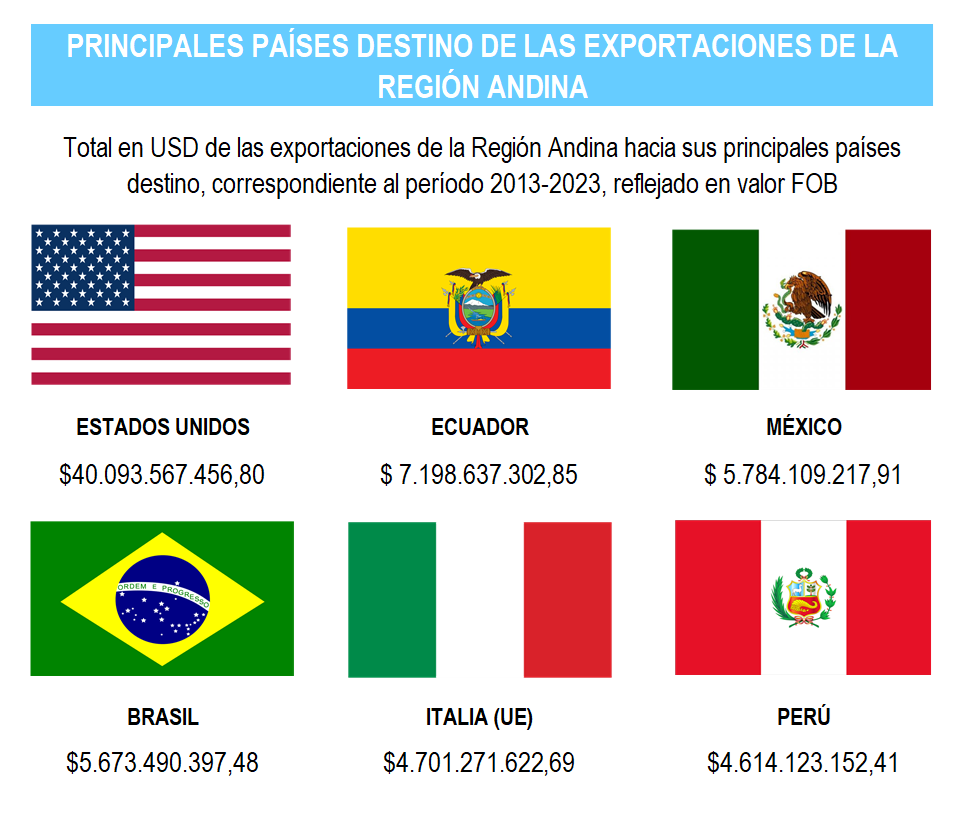 PRINCIPALES PAÍSES DESTINO DE LAS EXPORTACIONES DE LA
REGIÓN ANDINA
Total en USD de las exportaciones de la Región Andina hacia sus principales países
destino, correspondiente al período 2013-2023, reflejado en valor FOB
ESTADOS UNIDOS
$40.093.567.456,80
ECUADOR
$ 7.198.637.302,85
MÉXICO
$ 5.784.109.217,91
ORDEM E PROGRESSO
BRASIL
$5.673.490.397,48
ITALIA (UE)
$4.701.271.622,69
PERÚ
$4.614.123.152,41